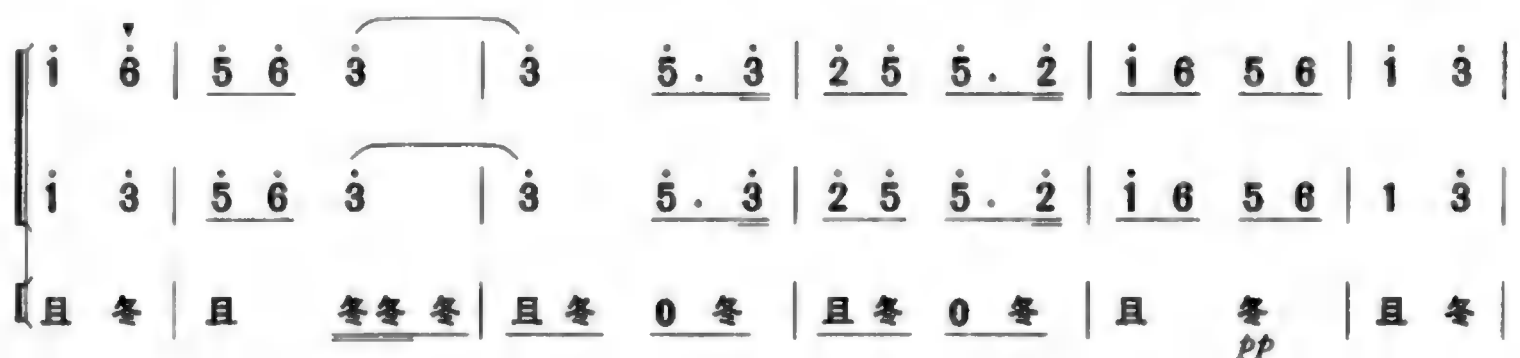 1̇ 6̇ | 5̇ 6̇ 3̇ | 3̇ 5̇. 3̇ | 2̇ 5̇ 5̇. 2̇ | 1̇ 6 5 6 | 1̇ 3̇ |
1̇ 3̇ | 5̇ 6̇ 3̇ | 3̇ 5̇. 3̇ | 2̇ 5̇ 5̇. 2̇ | 1̇ 6 5 6 | 1 3̇ |
且 冬 | 且 冬冬 冬 | 且 冬 0 冬 | 且 冬 0 冬 | 且 冬 | 且 冬 |
pp